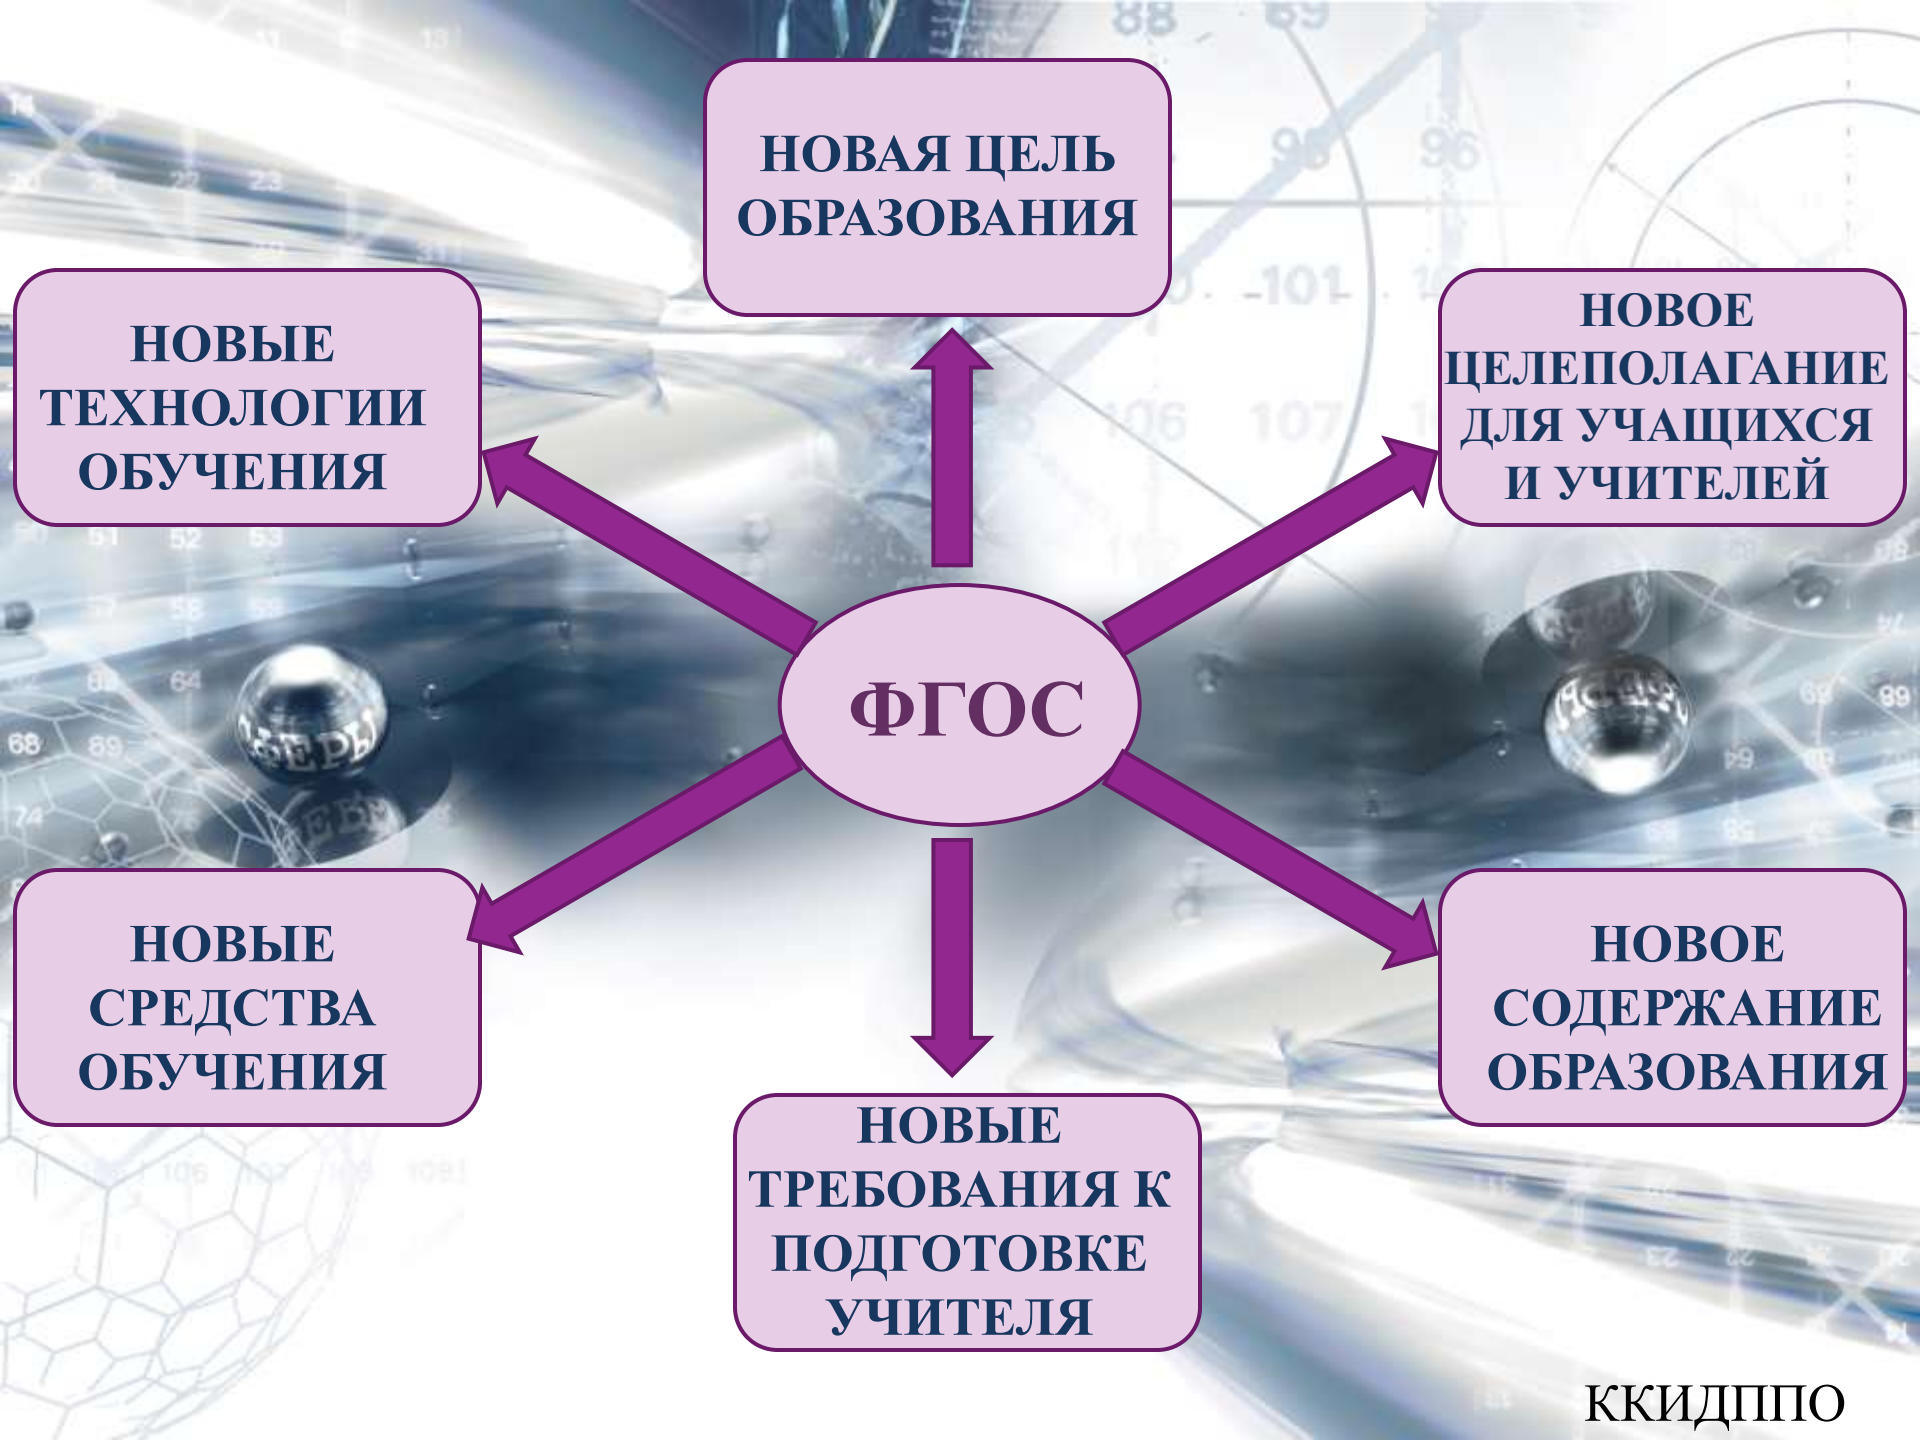 НОВАЯ ЦЕЛЬ
ОБРАЗОВАНИЯ
НОВЫЕ
ТЕХНОЛОГИИ
ОБУЧЕНИЯ
НОВОЕ
ЦЕЛЕПОЛАГАНИЕ
ДЛЯ УЧАЩИХСЯ
И УЧИТЕЛЕЙ
ФГОС
НОВЫЕ
СРЕДСТВА
ОБУЧЕНИЯ
НОВОЕ
СОДЕРЖАНИЕ
ОБРАЗОВАНИЯ
НОВЫЕ
ТРЕБОВАНИЯ К
ПОДГОТОВКЕ
УЧИТЕЛЯ
ККИДППО